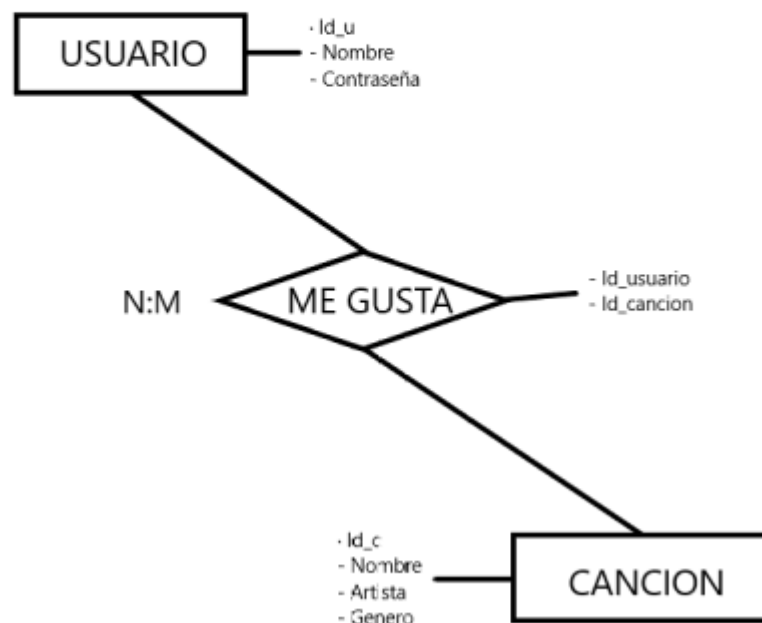 USUARIO
· Id_u
- Nombre
- Contraseña
N:M
ME GUSTA
- Id_usuario
- Id_cancion
· Id_c
- Nombre
- Artista
- Genero
CANCION